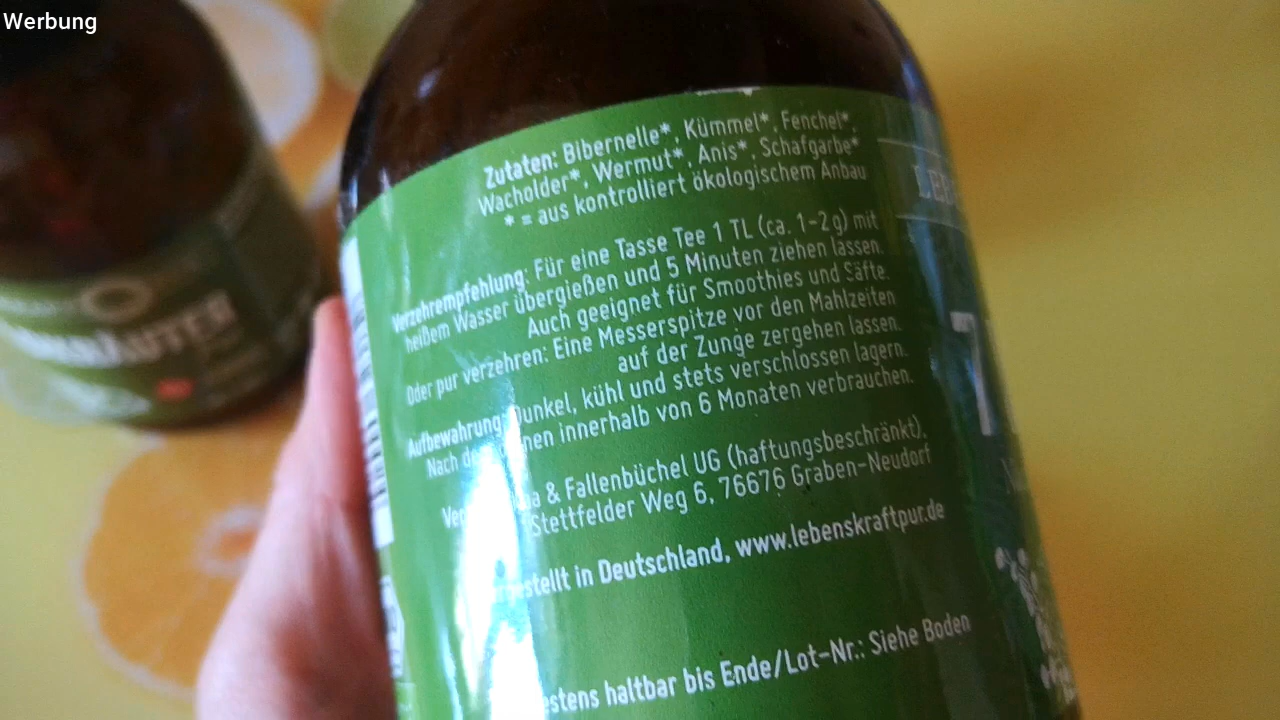 Werbung
Zutaten: Bibernelle*, Kümmel*, Fenchel*,
Wacholder*, Wermut*, Anis*, Schafgarbe*
* = aus kontrolliert ökologischem Anbau
Verzehrempfehlung: Für eine Tasse Tee 1 TL (ca. 1-2g) mit
heißem Wasser übergießen und 5 Minuten ziehen lassen.
Auch geeignet für Smoothies und Säfte.
Oder pur verzehren: Eine Messerspitze vor den Mahlzeiten
auf der Zunge zergehen lassen.
Aufbewahrung: Dunkel, kühl und stets verschlossen lagern.
Nach innerhalb von 6 Monaten verbrauchen.
& Fallenbüchel UG (haftungsbeschränkt),
Stettfelder Weg 6, 76676 Graben-Neudorf
in Deutschland, www.lebenskraftpur.de
haltbar bis Ende/Lot-Nr.: Siehe Boden
7